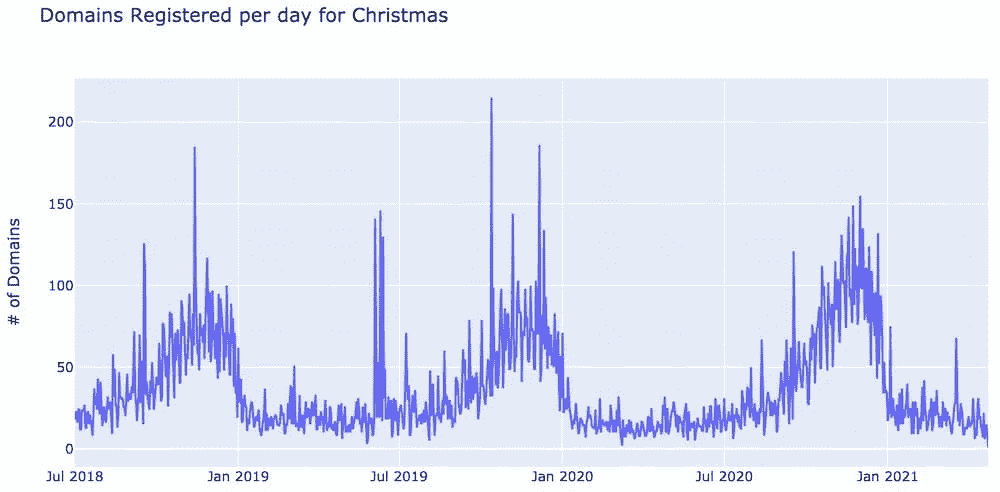 Domains Registered per day for Christmas
200
150
100
50
0
# of Domains
Jul 2018 Jan 2019 Jul 2019 Jan 2020 Jul 2020 Jan 2021